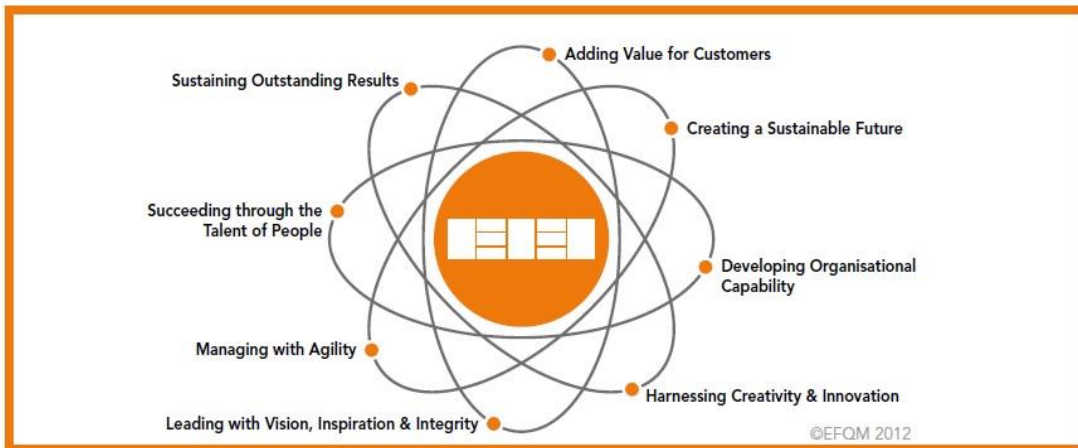 Adding Value for Customers
Sustaining Outstanding Results
Creating a Sustainable Future
Succeeding through the
Talent of People
Developing Organisational
Capability
Managing with Agility
Harnessing Creativity & Innovation
Leading with Vision, Inspiration & Integrity
©EFQM 2012